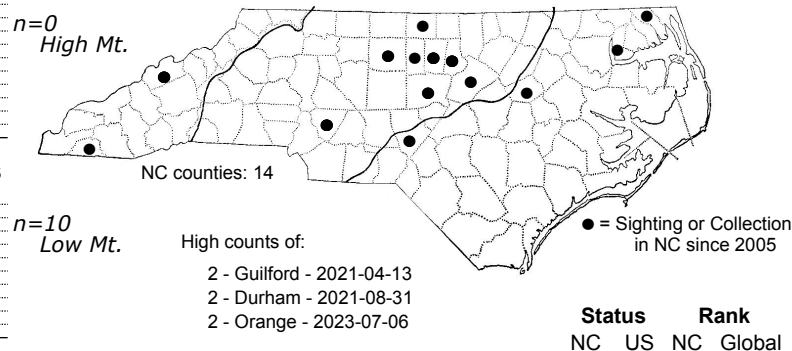 n=0
High Mt.
NC counties: 14
n=10
Low Mt.
High counts of:
2 - Guilford - 2021-04-13
2 - Durham - 2021-08-31
2 - Orange - 2023-07-06
● = Sighting or Collection
in NC since 2005
Status Rank
NC US NC Global